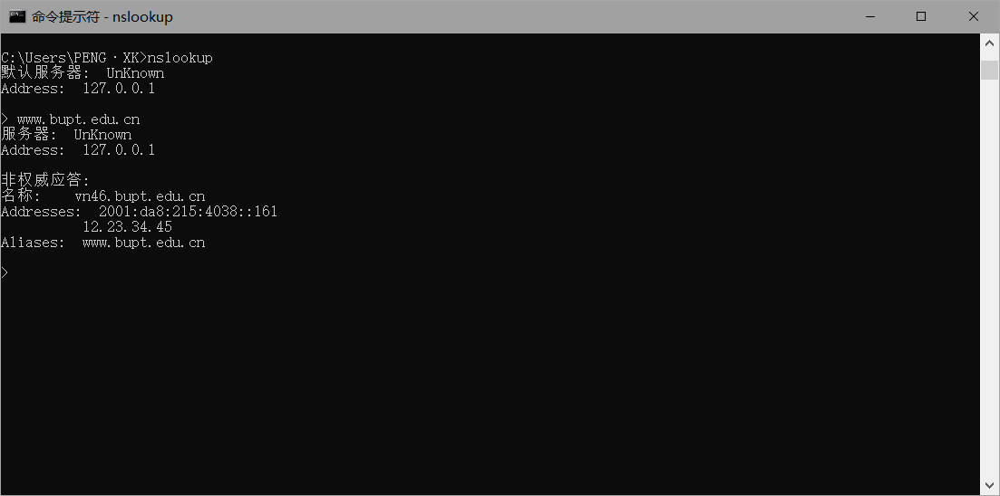 命令提示符 - nslookup
C:\Users\PENG·XK>nslookup
默认服务器:  UnKnown
Address:  127.0.0.1
> www.bupt.edu.cn
服务器:  UnKnown
Address:  127.0.0.1
非权威应答:
名称:    vn46.bupt.edu.cn
Addresses:  2001:da8:215:4038::161
          12.23.34.45
Aliases:  www.bupt.edu.cn
>